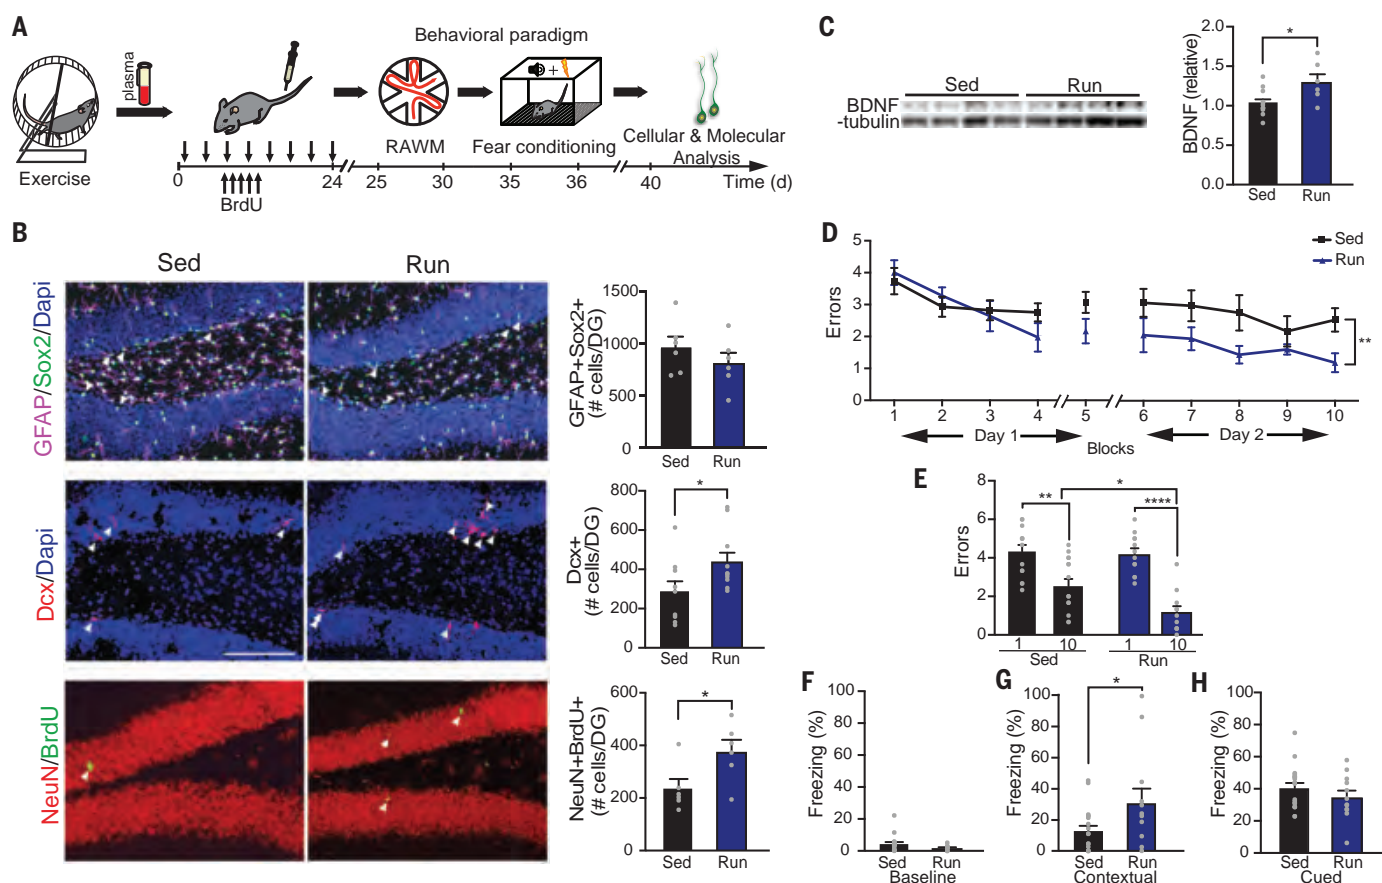 A
Behavioral paradigm
plasma
+
Exercise
RAWM
Fear conditioning
Cellular & Molecular
Analysis
0
24
25
30
35
36
40
Time (d)
BrdU
B
Sed
Run
GFAP/Sox2/Dapi
GFAP+Sox2+
(# cells/DG)
1500
1000
500
0
Sed
Run
Dcx/Dapi
Dcx+
(# cells/DG)
800
600
400
200
0
*
Sed
Run
NeuN/BrdU
NeuN+BrdU+
(# cells/DG)
600
400
200
0
*
Sed
Run
C
Sed
Run
BDNF
-tubulin
BDNF (relative)
2.0
1.5
1.0
0.5
0.0
*
Sed
Run
D
Errors
5
4
3
2
1
0
Sed
Run
**
1
2
3
4
5
6
7
8
9
10
Day 1
Blocks
Day 2
E
Errors
8
6
4
2
0
**
*
****
1
10
1
10
Sed
Run
F
Freezing (%)
100
80
60
40
20
0
Sed
Run
Baseline
G
Freezing (%)
100
80
60
40
20
0
*
Sed
Run
Contextual
H
Freezing (%)
100
80
60
40
20
0
Sed
Run
Cued